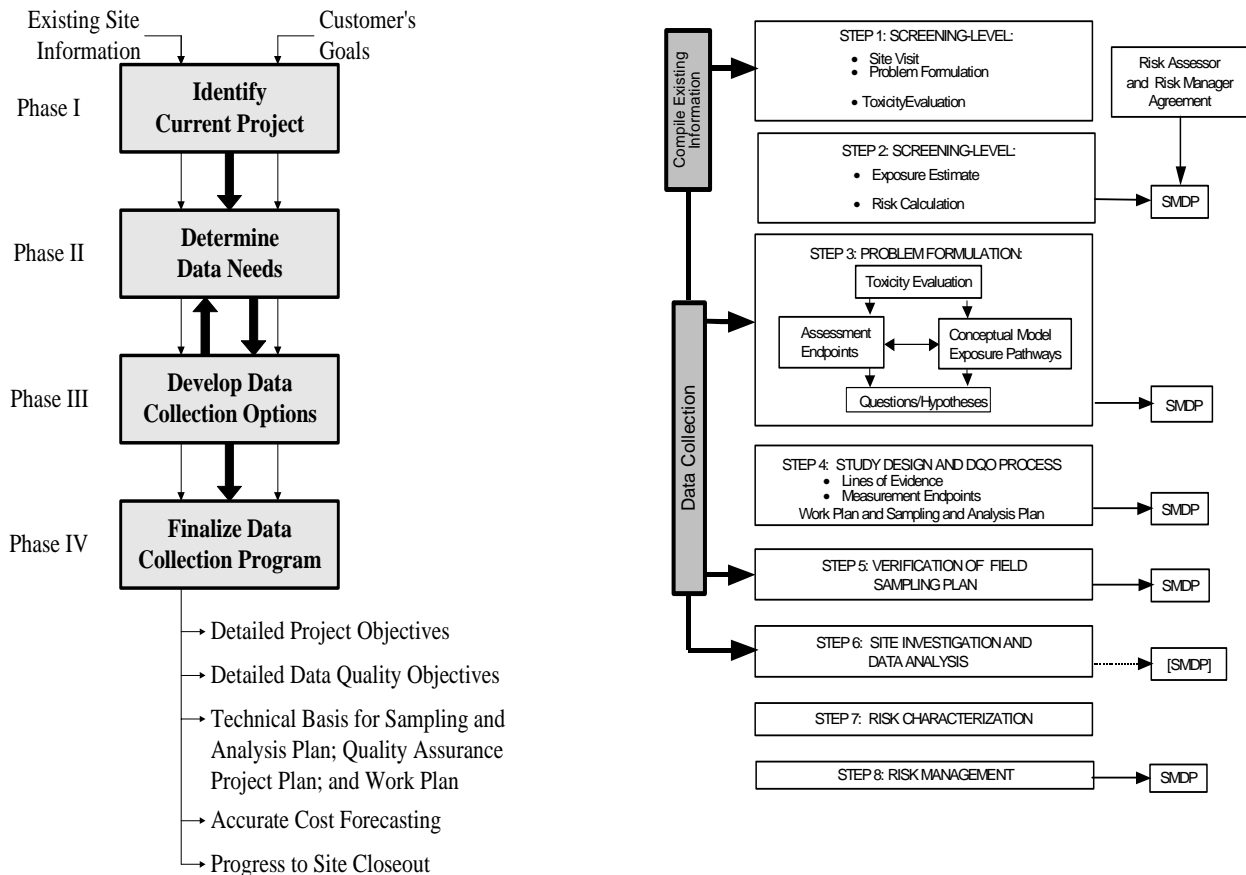 Existing Site
Information
Customer's
Goals
Phase I
Identify
Current Project
Phase II
Determine
Data Needs
Phase III
Develop Data
Collection Options
Phase IV
Finalize Data
Collection Program
Detailed Project Objectives
Detailed Data Quality Objectives
Technical Basis for Sampling and
Analysis Plan; Quality Assurance
Project Plan; and Work Plan
Accurate Cost Forecasting
Progress to Site Closeout
Compile Existing
Information
Data Collection
STEP 1: SCREENING-LEVEL:
• Site Visit
• Problem Formulation
• ToxicityEvaluation
Risk Assessor
and Risk Manager
Agreement
STEP 2: SCREENING-LEVEL:
• Exposure Estimate
• Risk Calculation
SMDP
STEP 3: PROBLEM FORMULATION:
Toxicity Evaluation
Assessment
Endpoints
Conceptual Model
Exposure Pathways
Questions/Hypotheses
SMDP
STEP 4: STUDY DESIGN AND DQO PROCESS
• Lines of Evidence
• Measurement Endpoints
Work Plan and Sampling and Analysis Plan
SMDP
STEP 5: VERIFICATION OF FIELD
SAMPLING PLAN
SMDP
STEP 6: SITE INVESTIGATION AND
DATA ANALYSIS
[SMDP]
STEP 7: RISK CHARACTERIZATION
STEP 8: RISK MANAGEMENT
SMDP